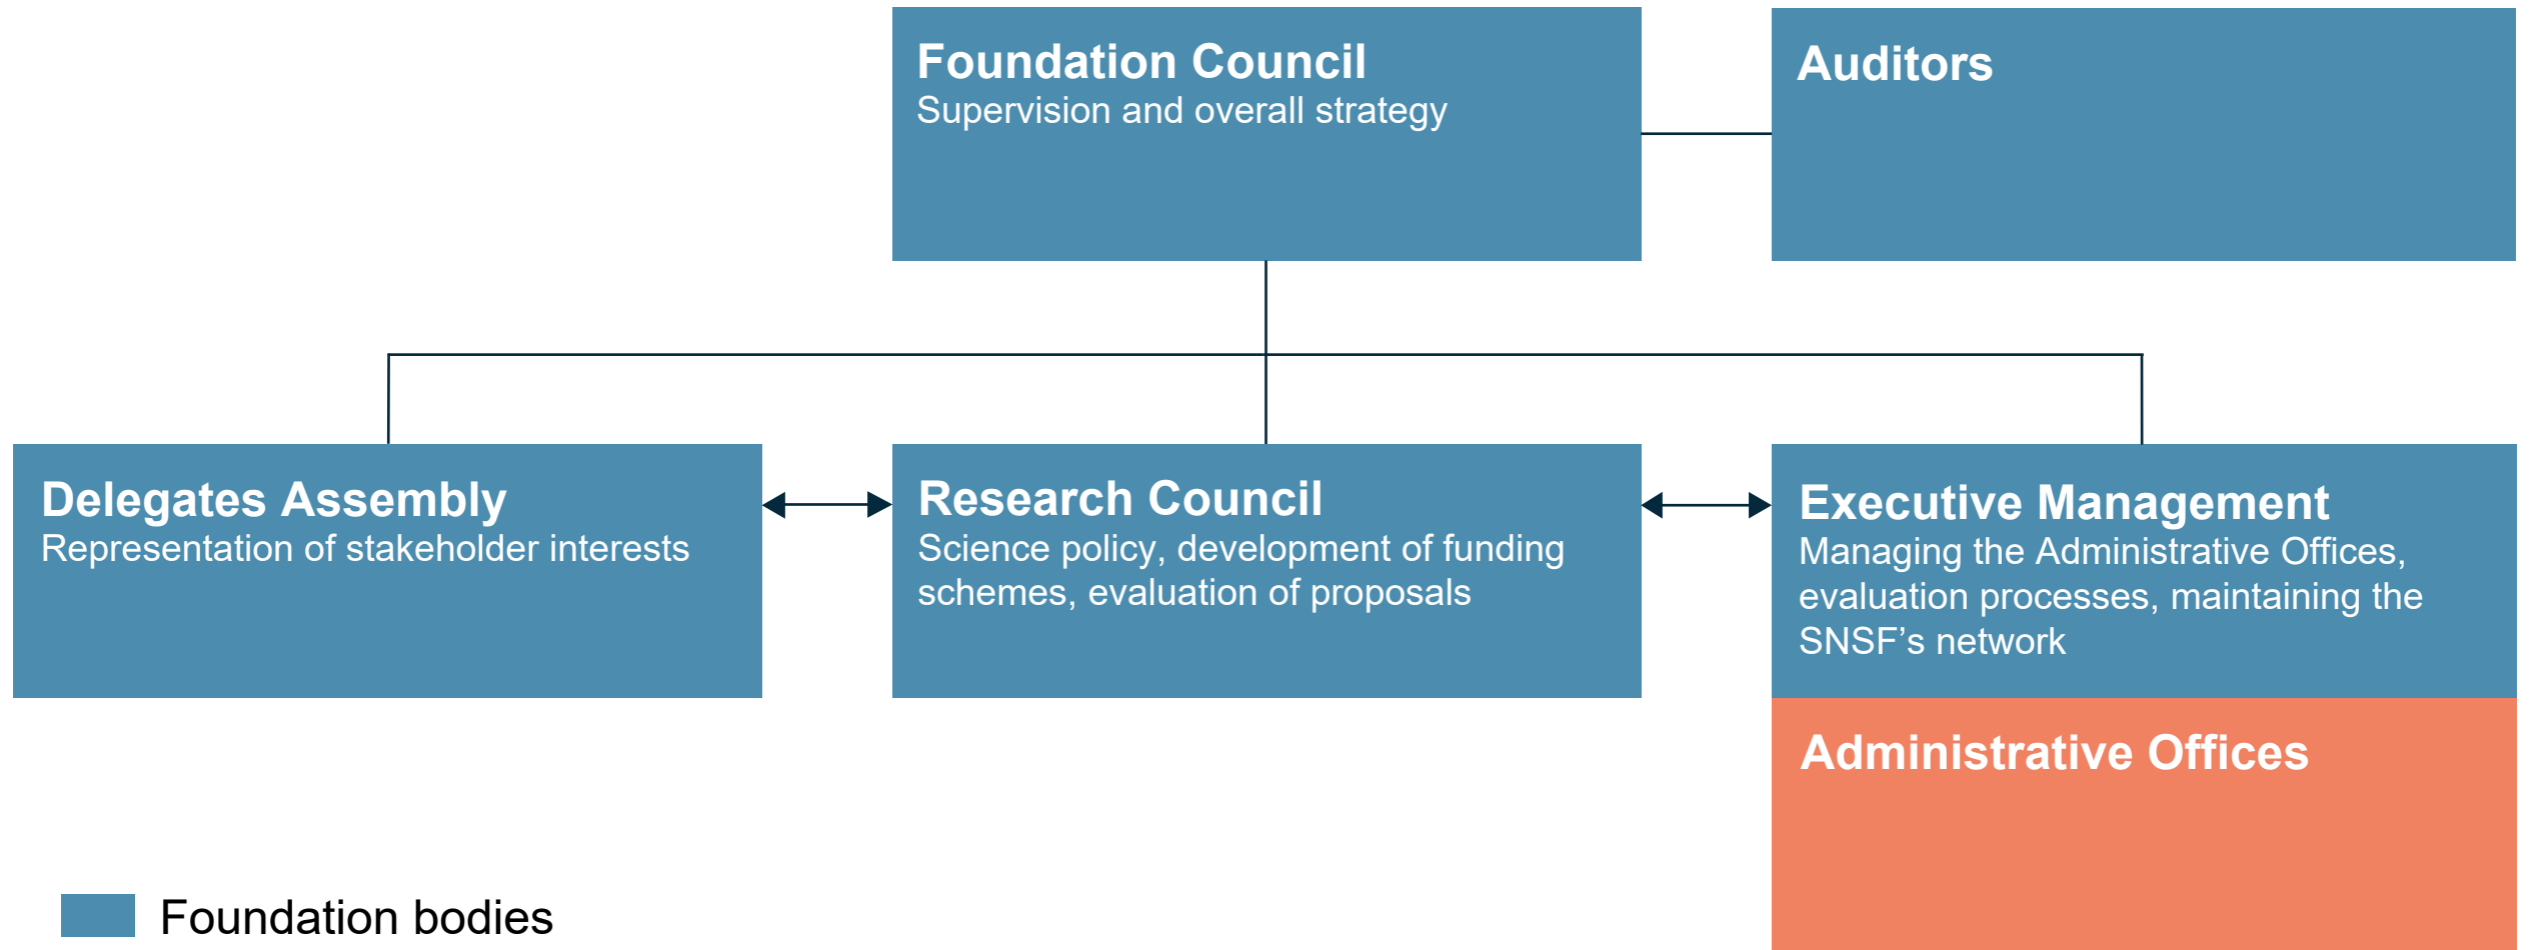 Foundation Council
Supervision and overall strategy
Auditors
Delegates Assembly
Representation of stakeholder interests
Research Council
Science policy, development of funding
schemes, evaluation of proposals
Executive Management
Managing the Administrative Offices,
evaluation processes, maintaining the
SNSF’s network
Administrative Offices
Foundation bodies